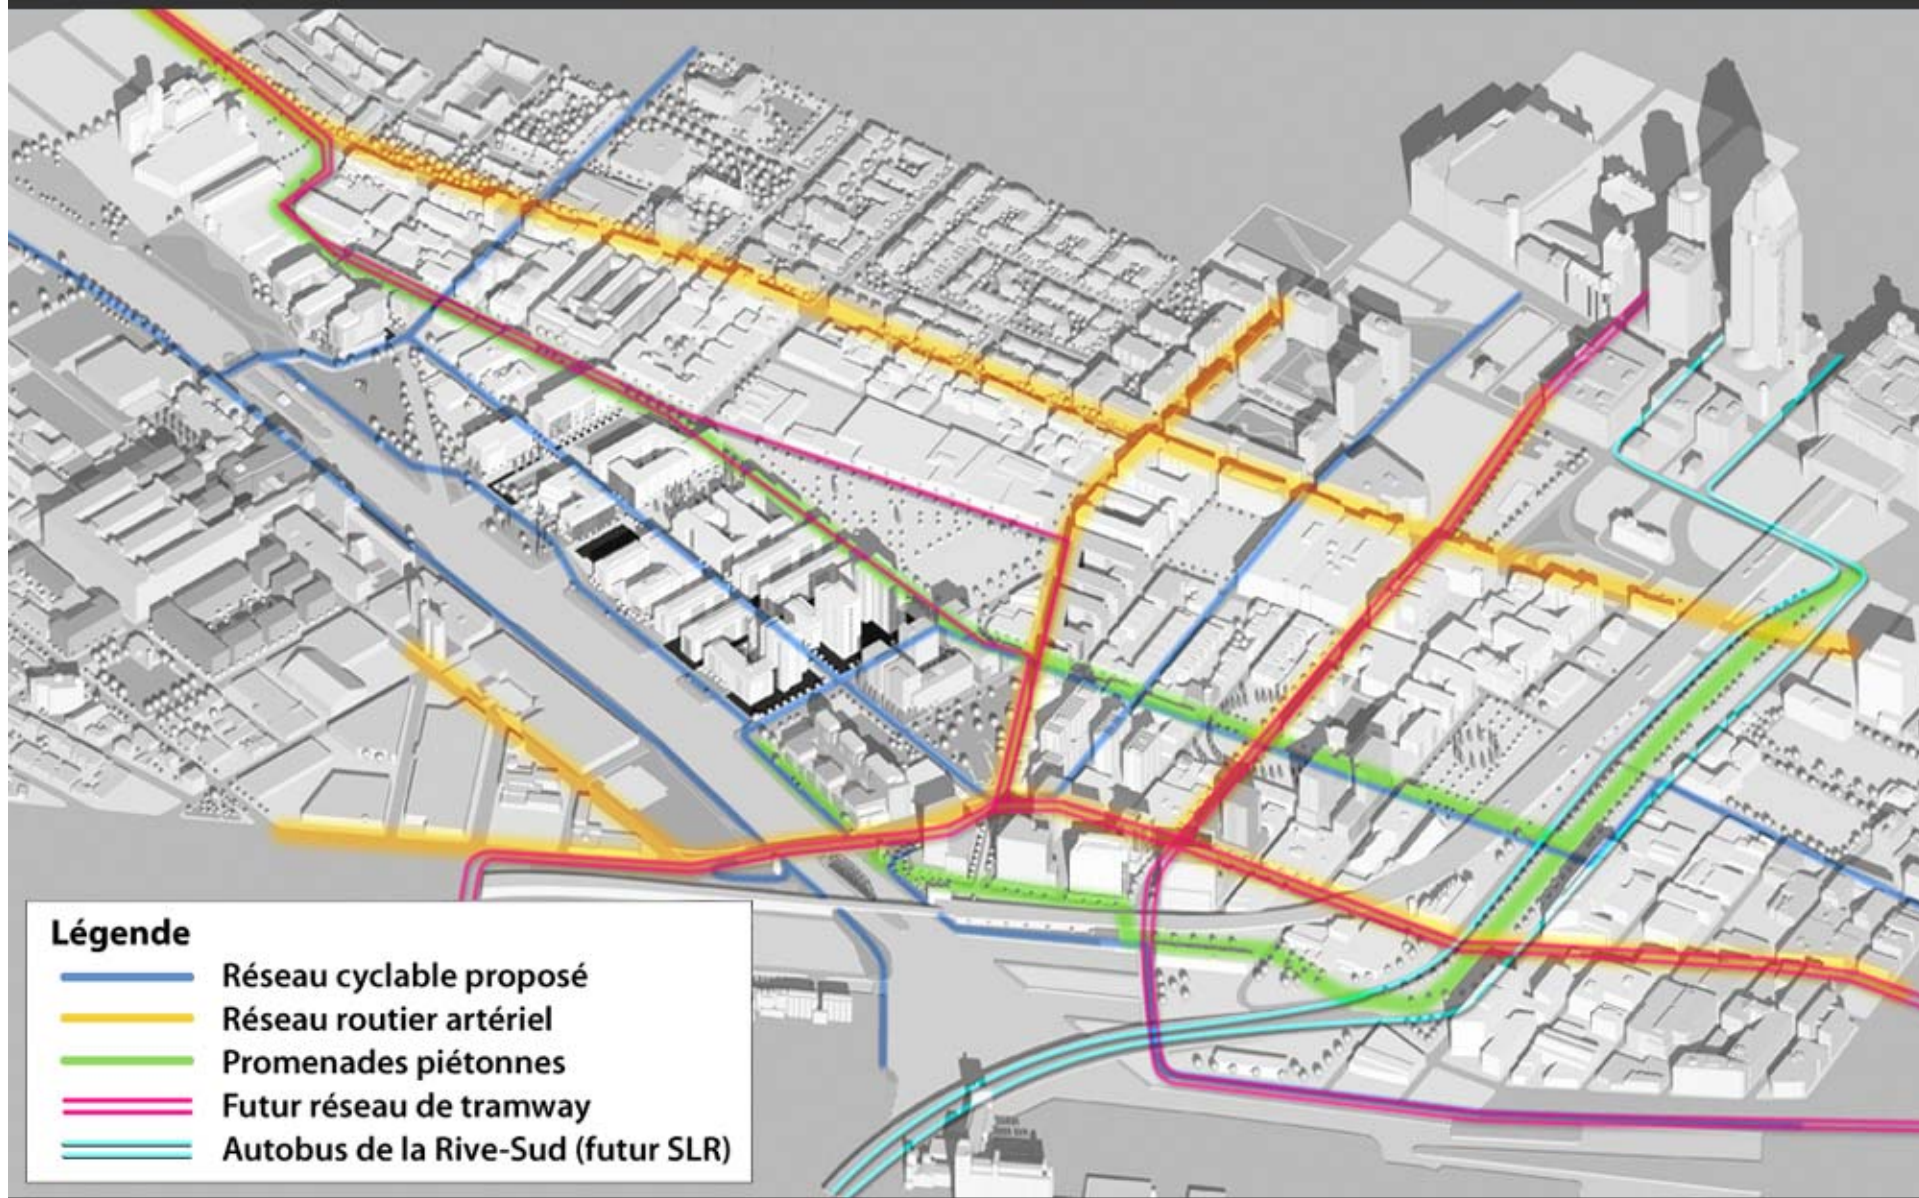 Légende
Réseau cyclable proposé
Réseau routier artériel
Promenades piétonnes
Futur réseau de tramway
Autobus de la Rive-Sud (futur SLR)